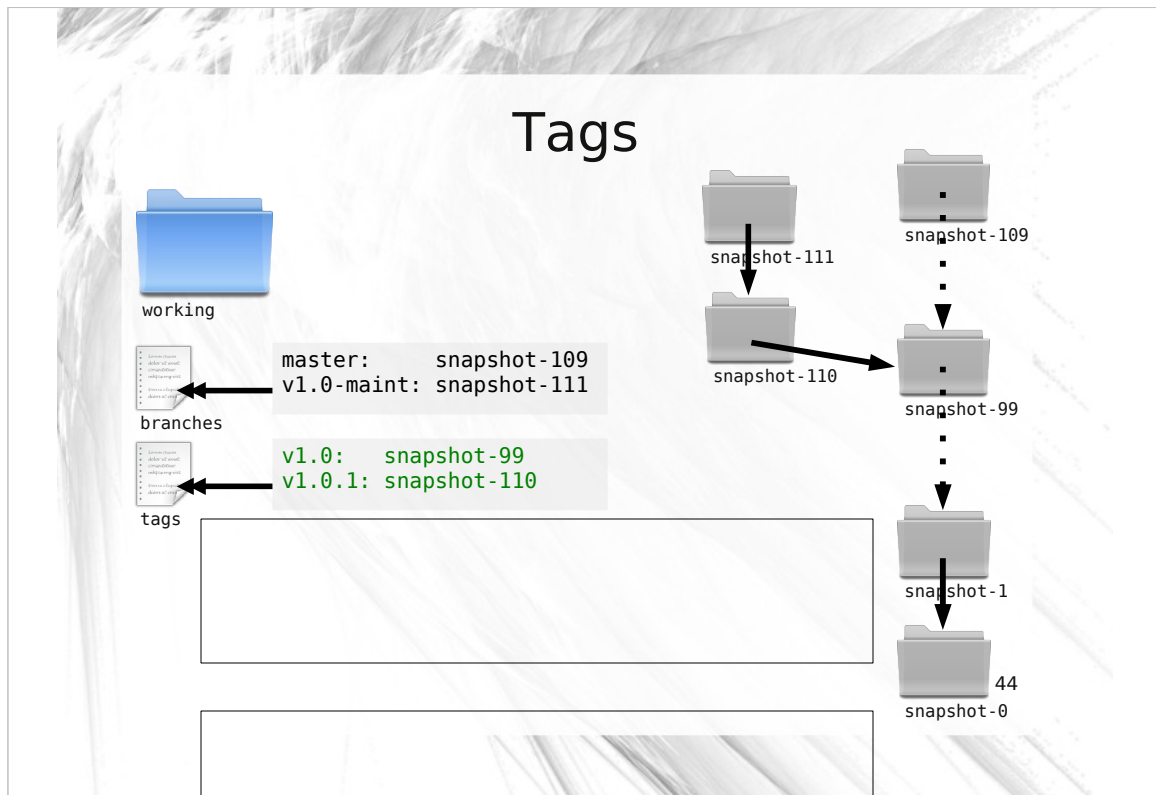 Tags
snapshot-109
snapshot-111
working
master:     snapshot-109
v1.0-maint: snapshot-111
snapshot-110
snapshot-99
branches
v1.0:   snapshot-99
v1.0.1: snapshot-110
tags
snapshot-1
44
snapshot-0